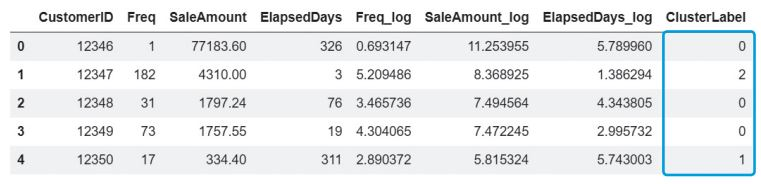 CustomerID Freq SaleAmount ElapsedDays Freq_log SaleAmount_log ElapsedDays_log ClusterLabel
0 12346 1 77183.60 326 0.693147 11.253955 5.789960 0
1 12347 182 4310.00 3 5.209486 8.368925 1.386294 2
2 12348 31 1797.24 76 3.465736 7.494564 4.343805 0
3 12349 73 1757.55 19 4.304065 7.472245 2.995732 0
4 12350 17 334.40 311 2.890372 5.815324 5.743003 1